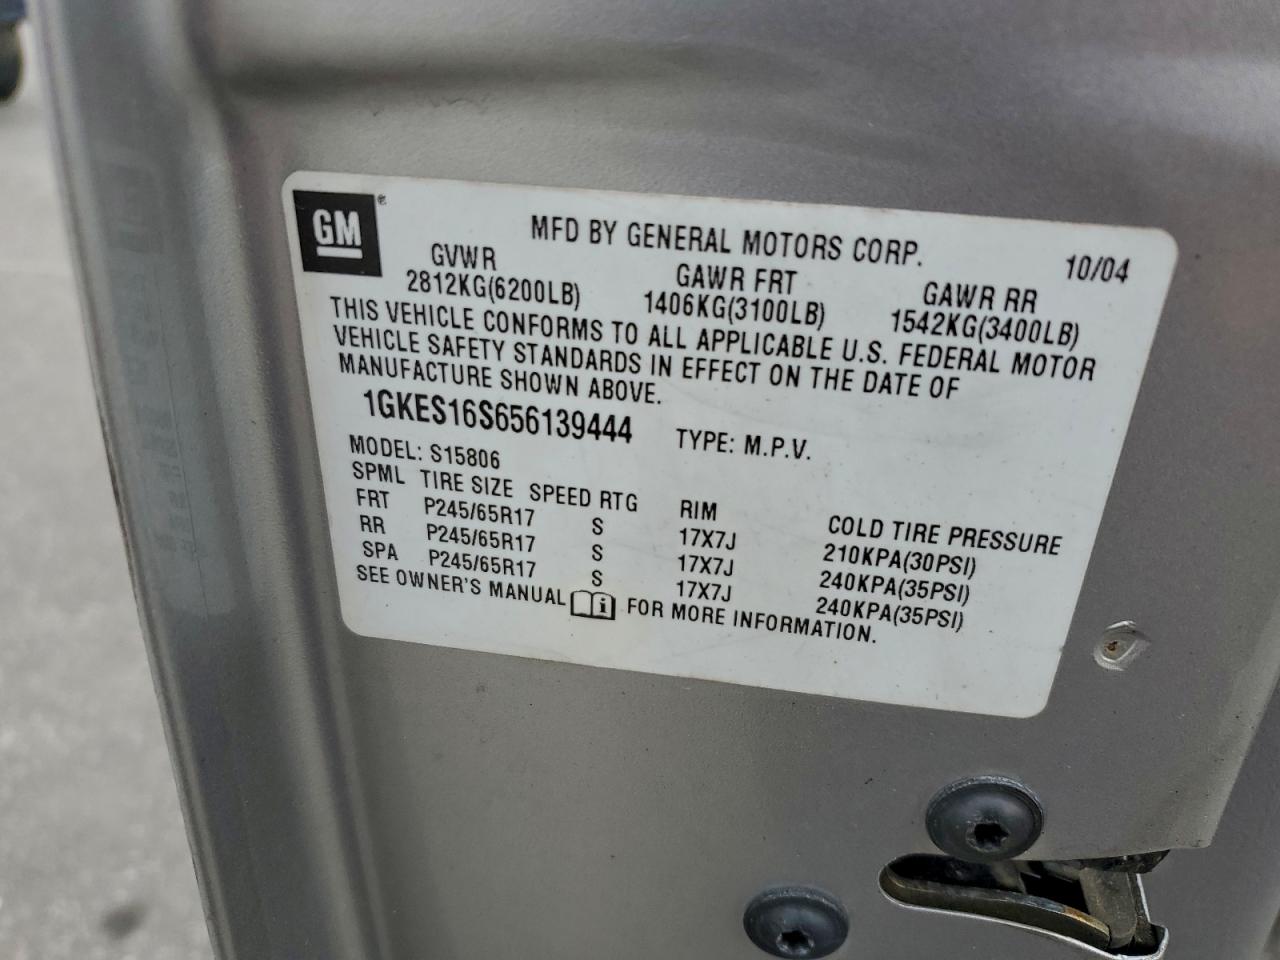 GM®
MFD BY GENERAL MOTORS CORP.
10/04
GVWR GAWR FRT GAWR RR
2812KG(6200LB) 1406KG(3100LB) 1542KG(3400LB)
THIS VEHICLE CONFORMS TO ALL APPLICABLE U.S. FEDERAL MOTOR
VEHICLE SAFETY STANDARDS IN EFFECT ON THE DATE OF
MANUFACTURE SHOWN ABOVE.
1GKES16S656139444 TYPE: M.P.V.
MODEL: S15806
SPML TIRE SIZE SPEED RTG RIM COLD TIRE PRESSURE
FRT P245/65R17 S 17X7J 210KPA(30PSI)
RR P245/65R17 S 17X7J 240KPA(35PSI)
SPA P245/65R17 S 17X7J 240KPA(35PSI)
SEE OWNER'S MANUAL i FOR MORE INFORMATION.